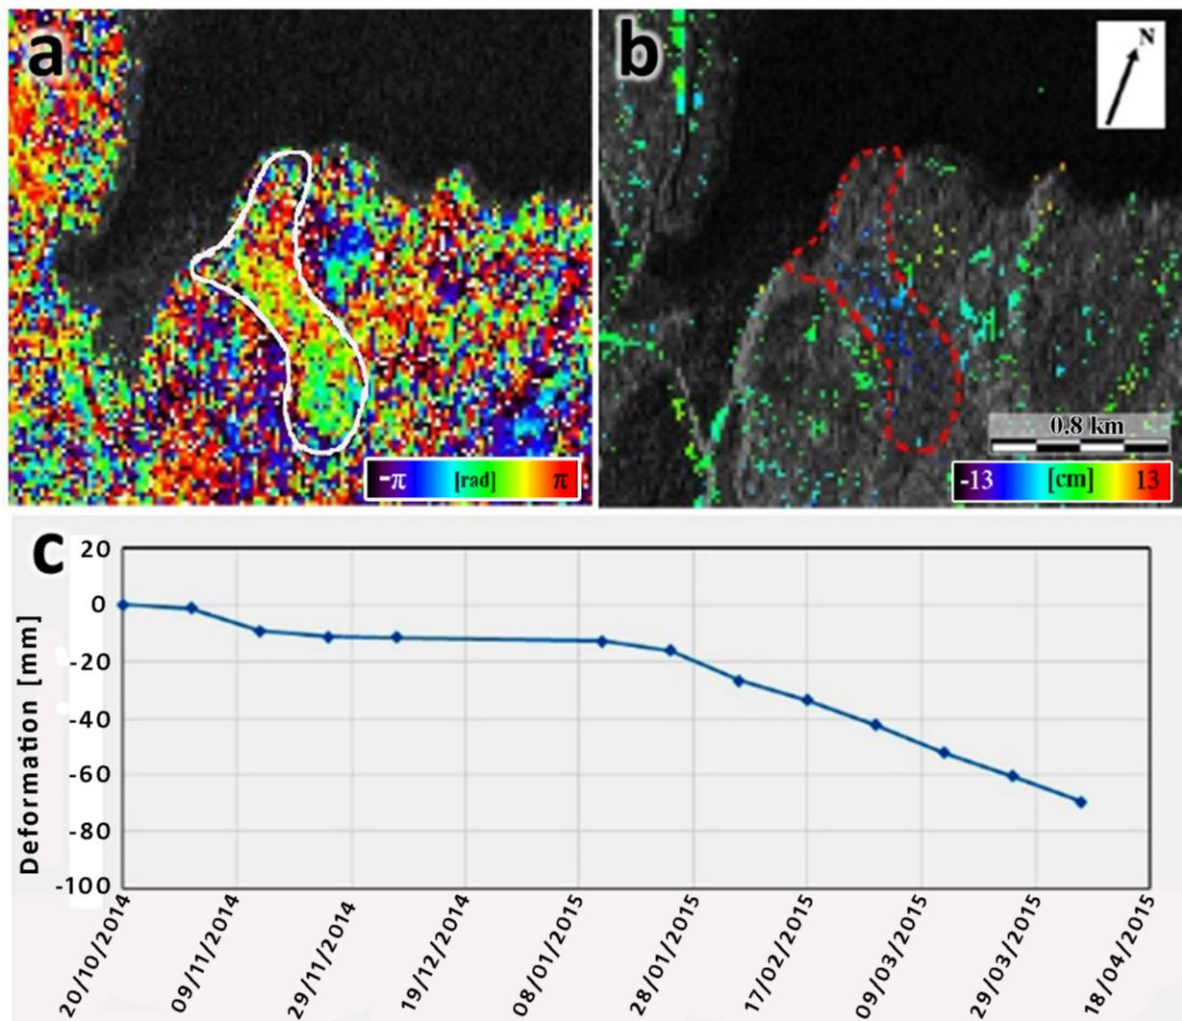 a
b
N
0.8 km
-π [rad] π
-13 [cm] 13
c
Deformation [mm]
20
0
-20
-40
-60
-80
-100
20/10/2014
09/11/2014
29/11/2014
19/12/2014
08/01/2015
28/01/2015
17/02/2015
09/03/2015
29/03/2015
18/04/2015